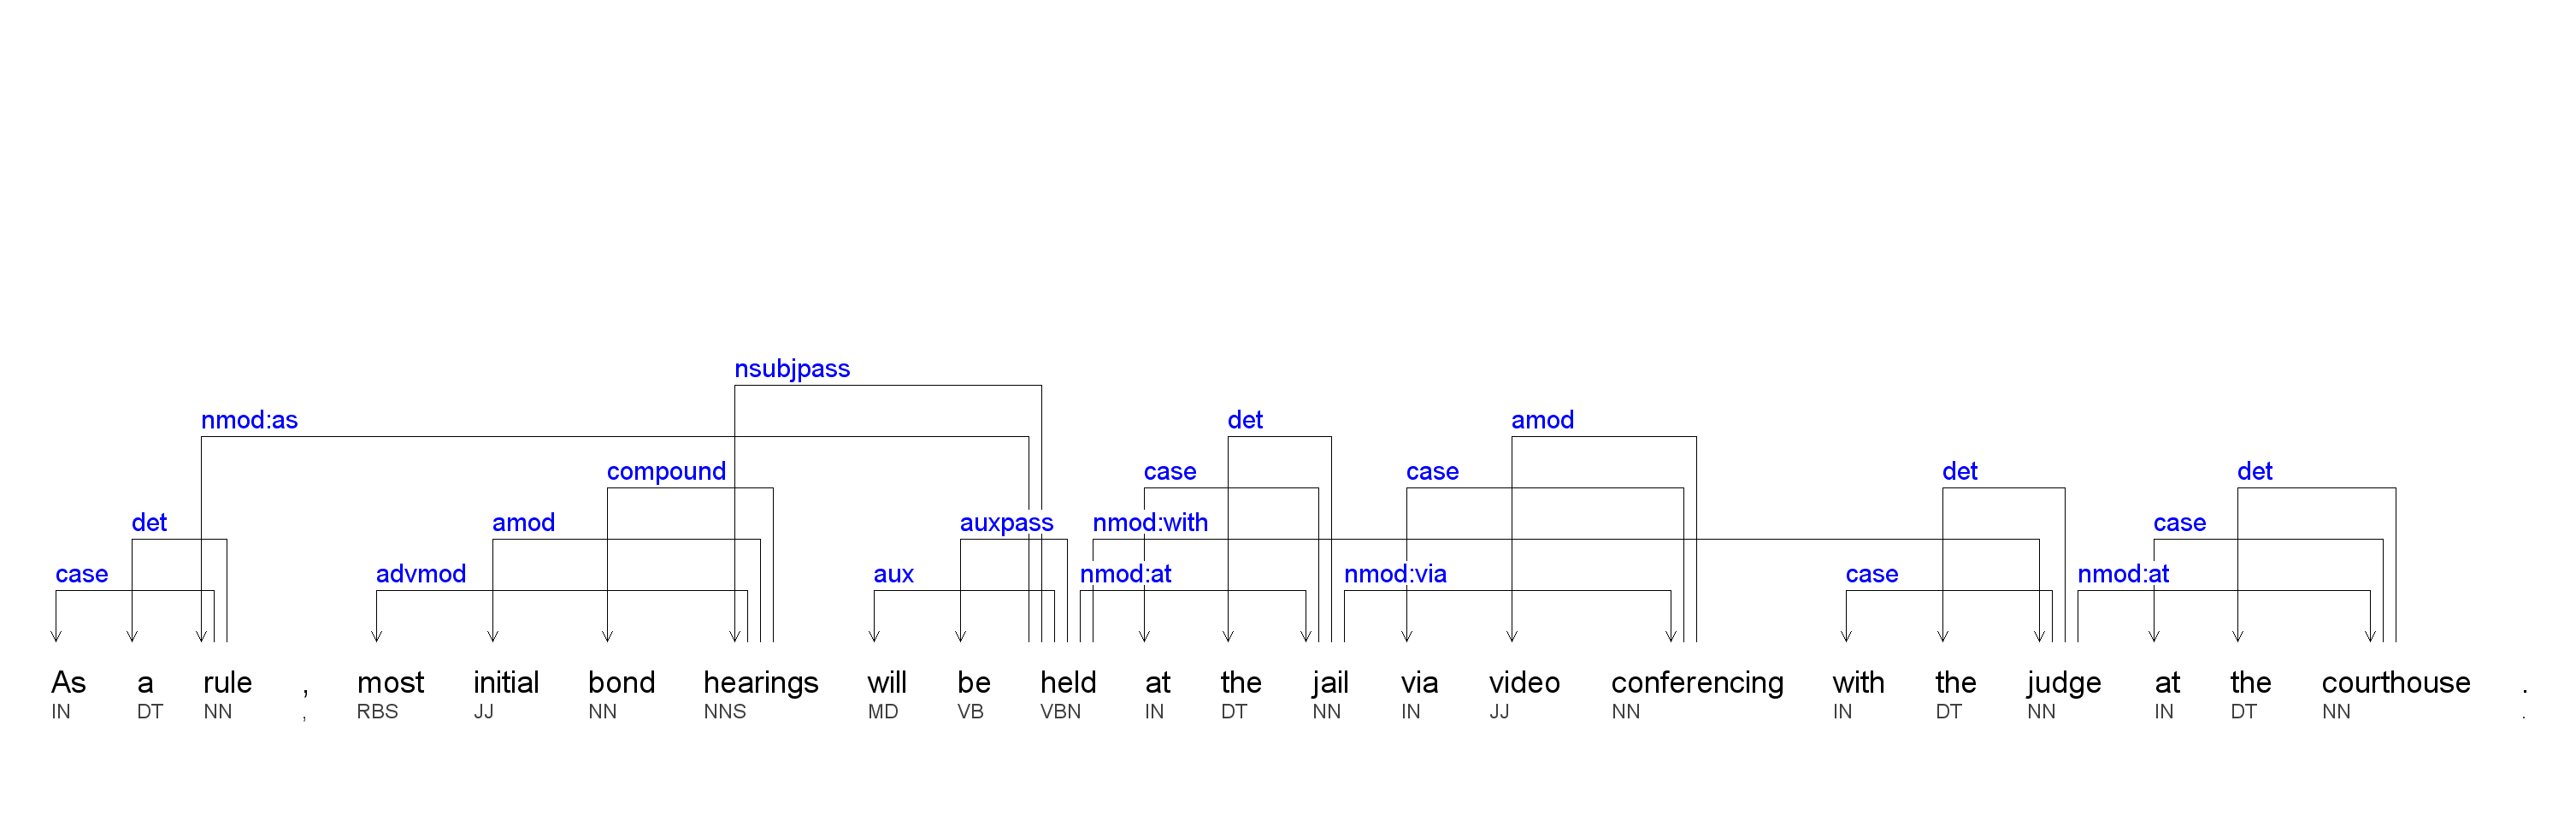 nsubjpass
nmod:as det amod
compound case case det det
det amod auxpass nmod:with case
case advmod aux nmod:at nmod:via case nmod:at
As a rule , most initial bond hearings will be held at the jail via video conferencing with the judge at the courthouse .
IN DT NN , RBS JJ NN NNS MD VB VBN IN DT NN IN JJ NN IN DT NN IN DT NN .